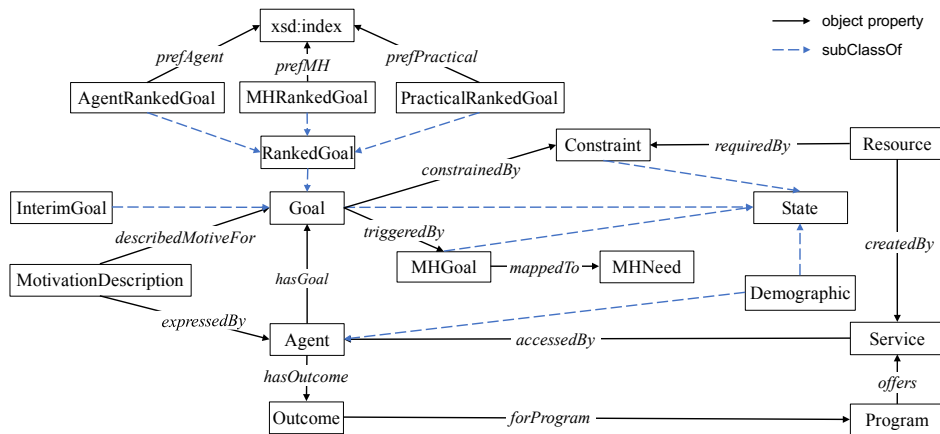 xsd:index
object property
subClassOf
prefAgent
prefMH
prefPractical
AgentRankedGoal
MHRankedGoal
PracticalRankedGoal
RankedGoal
Constraint
requiredBy
Resource
constrainedBy
InterimGoal
Goal
State
describedMotiveFor
triggeredBy
createdBy
MotivationDescription
hasGoal
MHGoal
mappedTo
MHNeed
Demographic
expressedBy
Agent
accessedBy
Service
hasOutcome
offers
Outcome
forProgram
Program